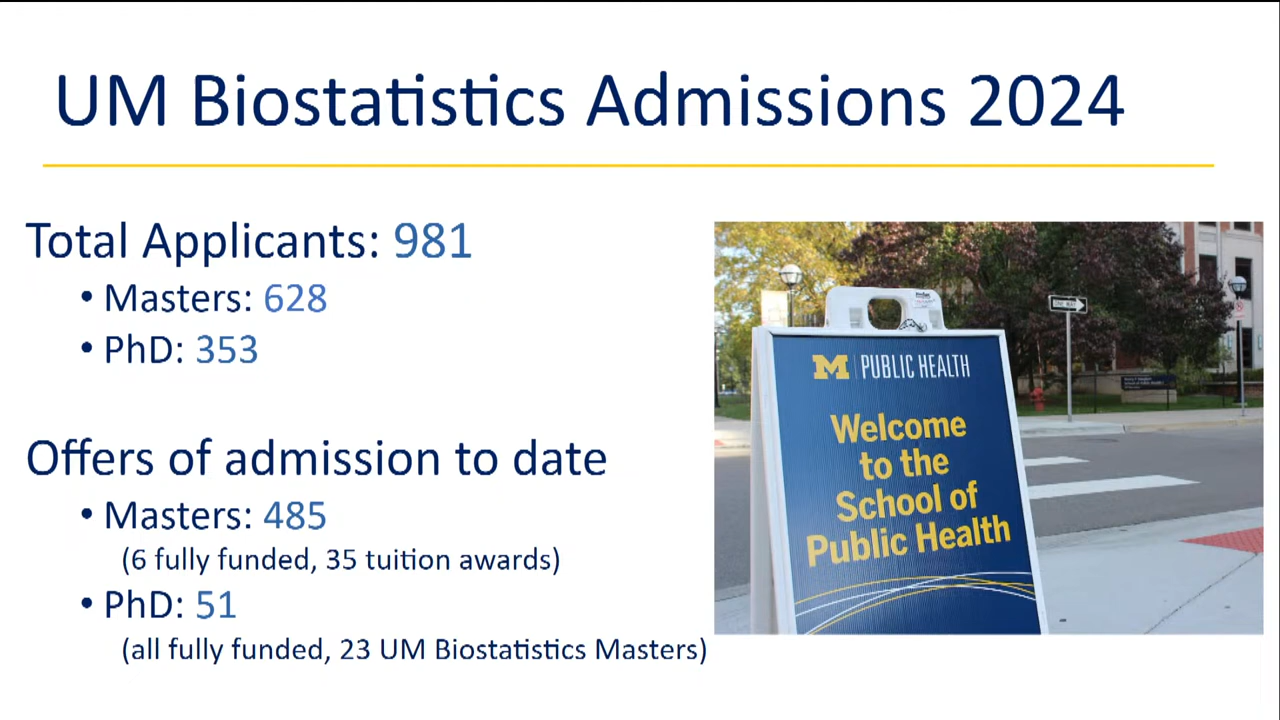 UM Biostatistics Admissions 2024
Total Applicants: 981
• Masters: 628
• PhD: 353
Offers of admission to date
• Masters: 485
(6 fully funded, 35 tuition awards)
• PhD: 51
(all fully funded, 23 UM Biostatistics Masters)
ONE WAY
M | PUBLIC HEALTH
Welcome
to the
School of
Public Health